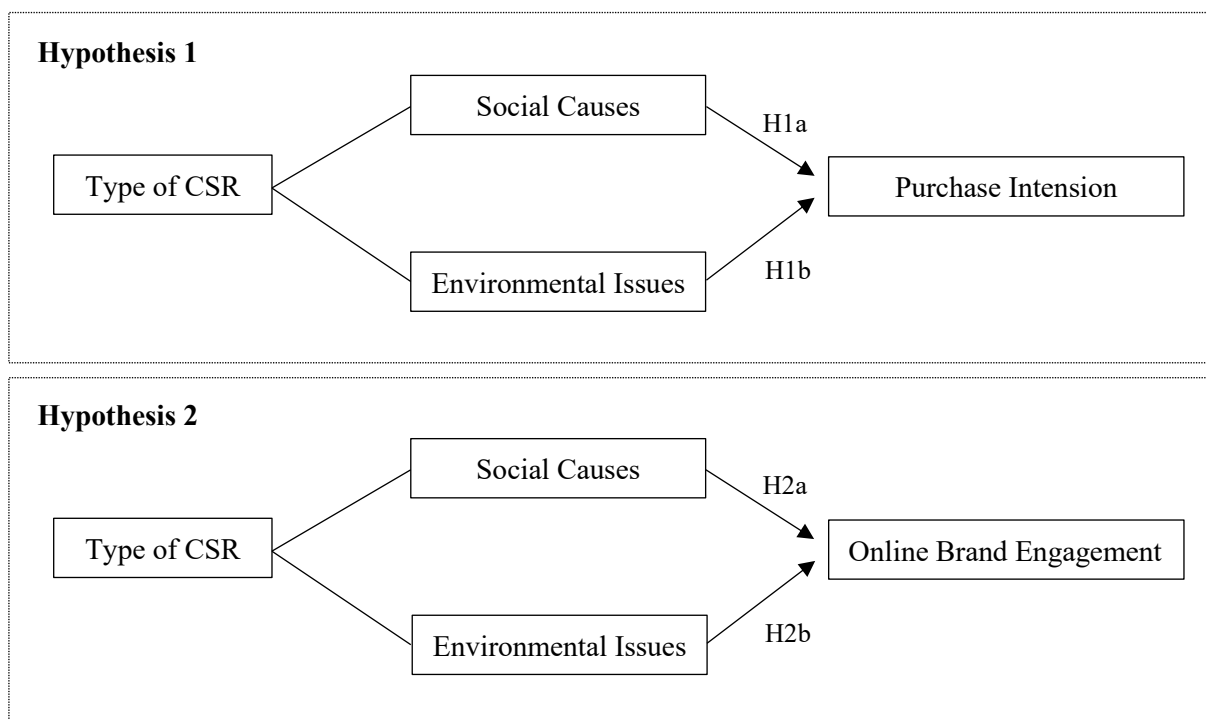 Hypothesis 1
Social Causes
H1a
Type of CSR
Purchase Intension
Environmental Issues
H1b
Hypothesis 2
Social Causes
H2a
Type of CSR
Online Brand Engagement
Environmental Issues
H2b